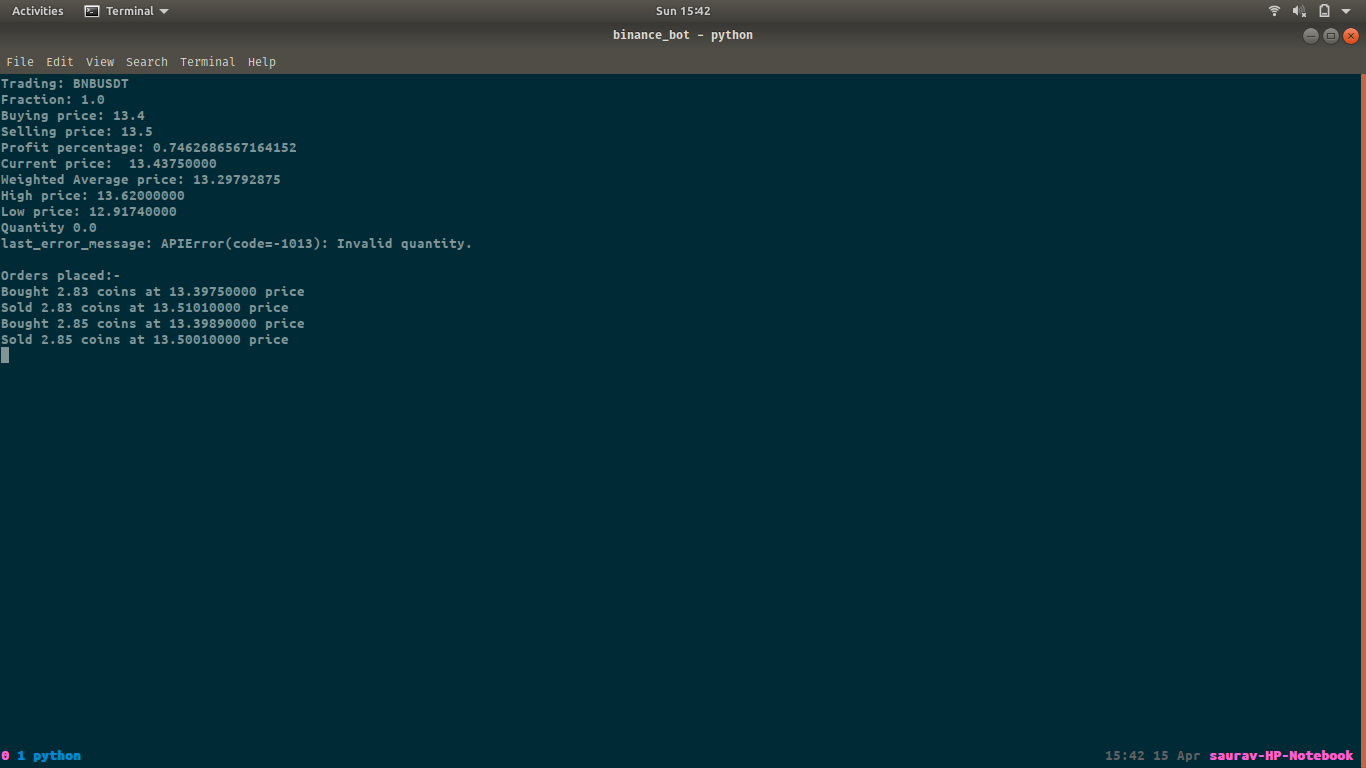 Activities Terminal Sun 15:42
binance_bot – python
File Edit View Search Terminal Help
Trading: BNBUSDT
Fraction: 1.0
Buying price: 13.4
Selling price: 13.5
Profit percentage: 0.7462686567164152
Current price:  13.43750000
Weighted Average price: 13.29792875
High price: 13.62000000
Low price: 12.91740000
Quantity 0.0
last_error_message: APIError(code=-1013): Invalid quantity.
Orders placed:-
Bought 2.83 coins at 13.39750000 price
Sold 2.83 coins at 13.51010000 price
Bought 2.85 coins at 13.39890000 price
Sold 2.85 coins at 13.50010000 price
0 1 python 15:42 15 Apr saurav-HP-Notebook